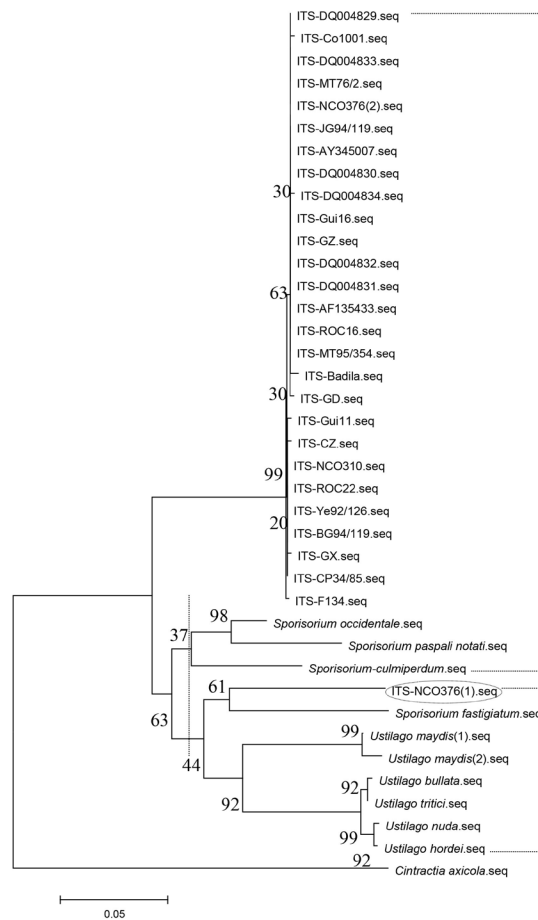 ITS-DQ004829.seq
ITS-Co1001.seq
ITS-DQ004833.seq
ITS-MT76/2.seq
ITS-NCO376(2).seq
ITS-JG94/119.seq
ITS-AY345007.seq
ITS-DQ004830.seq
30
ITS-DQ004834.seq
ITS-Gui16.seq
ITS-GZ.seq
ITS-DQ004832.seq
ITS-DQ004831.seq
63
ITS-AF135433.seq
ITS-ROC16.seq
ITS-MT95/354.seq
ITS-Badila.seq
30
ITS-GD.seq
ITS-Gui11.seq
ITS-CZ.seq
ITS-NCO310.seq
99
ITS-ROC22.seq
ITS-Ye92/126.seq
20
ITS-BG94/119.seq
ITS-GX.seq
ITS-CP34/85.seq
ITS-F134.seq
98
Sporisorium occidentale.seq
37
Sporisorium paspali notati.seq
Sporisorium-culmiperdum.seq
61
ITS-NCO376(1).seq
63
Sporisorium fastigiatum.seq
99
Ustilago maydis(1).seq
44
Ustilago maydis(2).seq
92
Ustilago bullata.seq
92
Ustilago tritici.seq
Ustilago nuda.seq
99
Ustilago hordei.seq
92
Cintractia axicola.seq
0.05